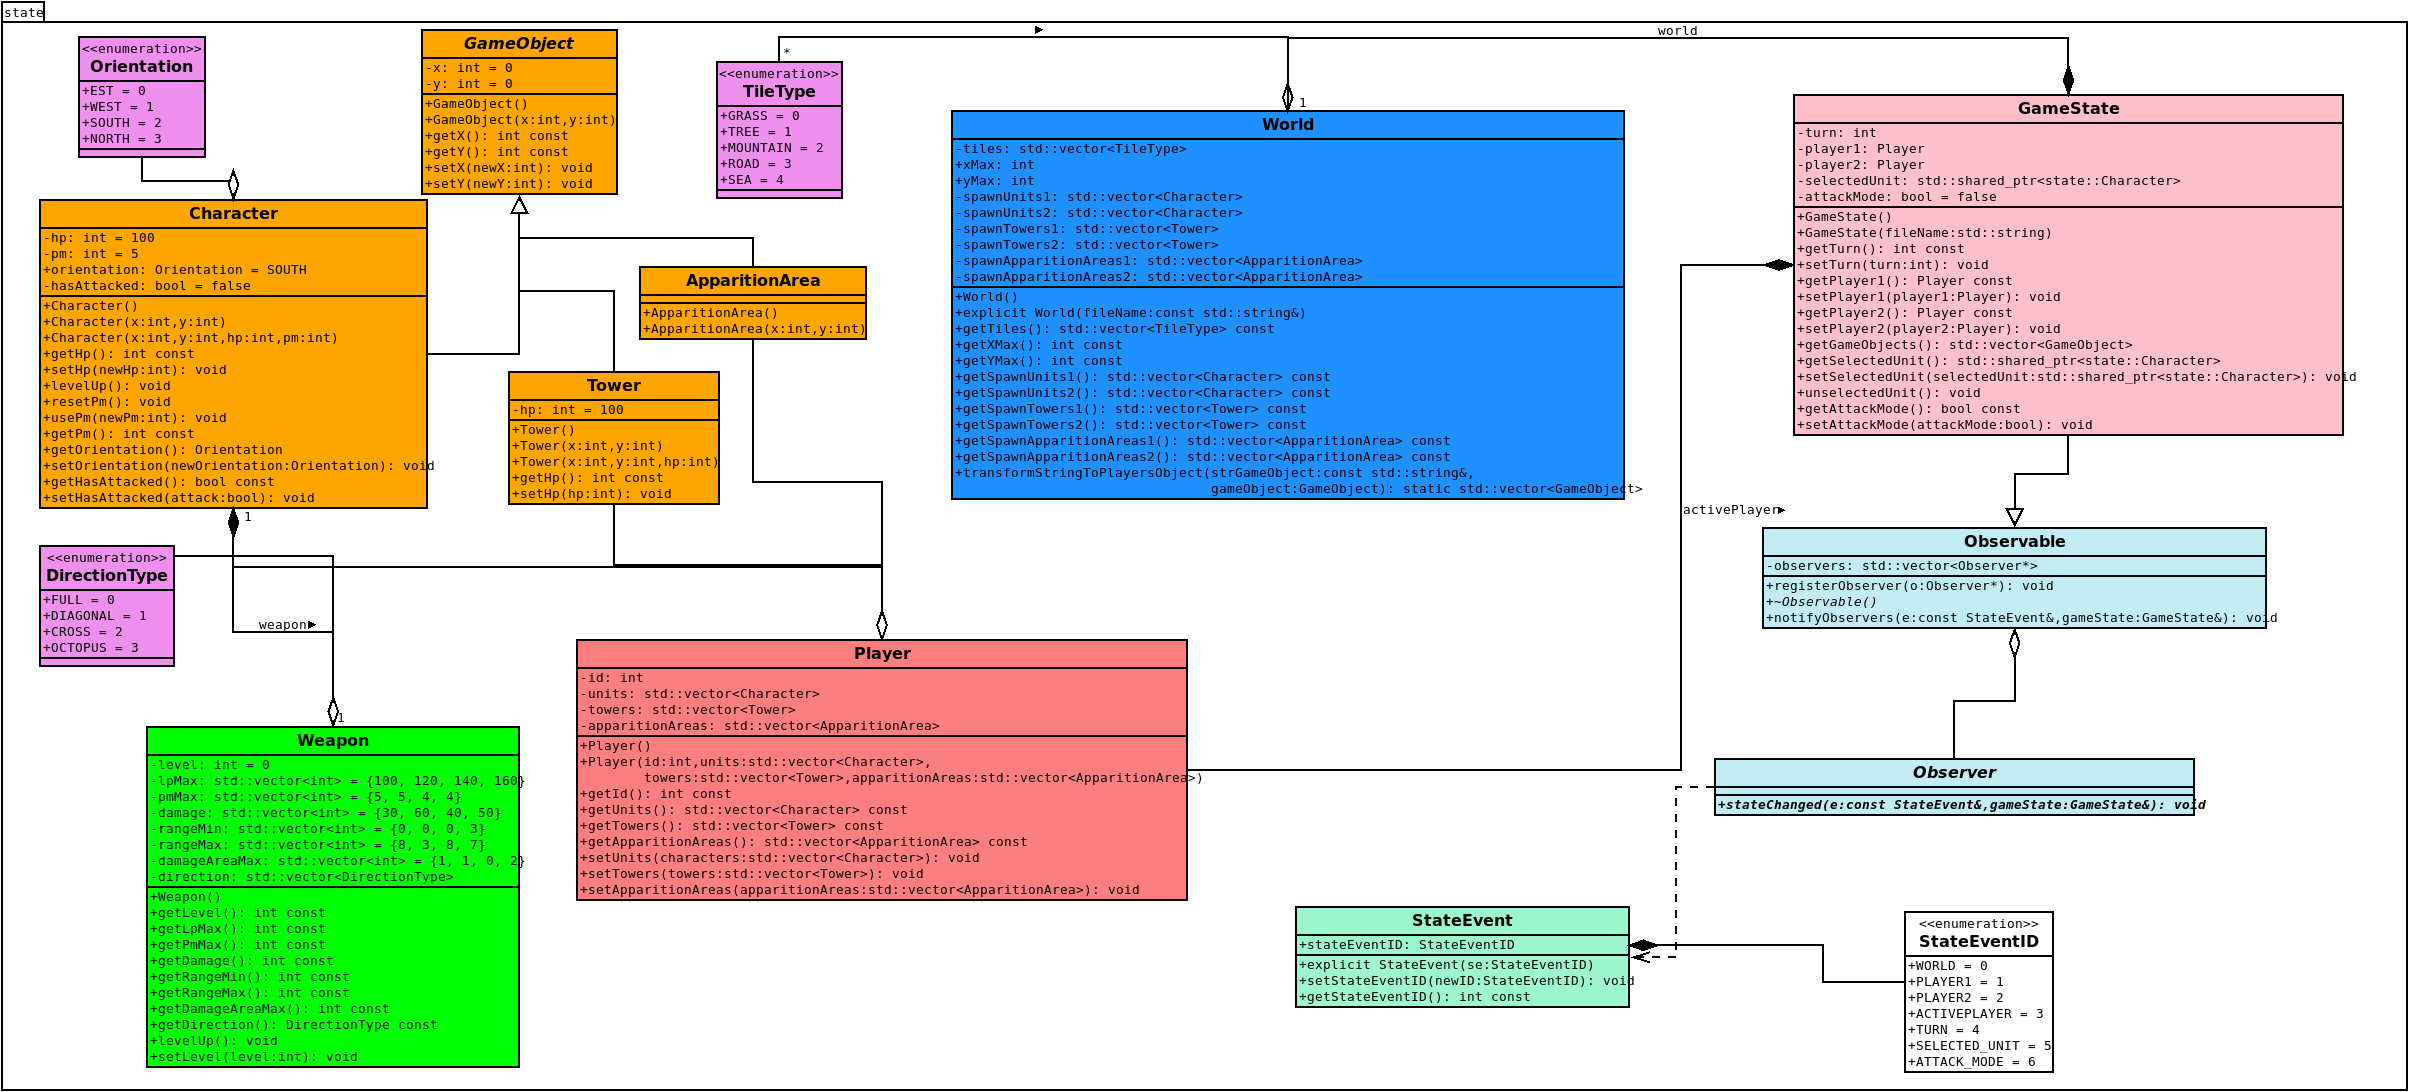 state
<<enumeration>>
Orientation
+EST = 0
+WEST = 1
+SOUTH = 2
+NORTH = 3
GameObject
-x: int = 0
-y: int = 0
+GameObject()
+GameObject(x:int,y:int)
+getX(): int const
+getY(): int const
+setX(newX:int): void
+setY(newY:int): void
*
<<enumeration>>
TileType
+GRASS = 0
+TREE = 1
+MOUNTAIN = 2
+ROAD = 3
+SEA = 4
world
1
World
-tiles: std::vector<TileType>
+xMax: int
+yMax: int
-spawnUnits1: std::vector<Character>
-spawnUnits2: std::vector<Character>
-spawnTowers1: std::vector<Tower>
-spawnTowers2: std::vector<Tower>
-spawnApparitionAreas1: std::vector<ApparitionArea>
-spawnApparitionAreas2: std::vector<ApparitionArea>
+World()
+explicit World(fileName:const std::string&)
+getTiles(): std::vector<TileType> const
+getXMax(): int const
+getYMax(): int const
+getSpawnUnits1(): std::vector<Character> const
+getSpawnUnits2(): std::vector<Character> const
+getSpawnTowers1(): std::vector<Tower> const
+getSpawnTowers2(): std::vector<Tower> const
+getSpawnApparitionAreas1(): std::vector<ApparitionArea> const
+getSpawnApparitionAreas2(): std::vector<ApparitionArea> const
+transformStringToPlayersObject(strGameObject:const std::string&,
gameObject:GameObject): static std::vector<GameObject>
GameState
-turn: int
-player1: Player
-player2: Player
-selectedUnit: std::shared_ptr<state::Character>
-attackMode: bool = false
+GameState()
+GameState(fileName:std::string)
+getTurn(): int const
+setTurn(turn:int): void
+getPlayer1(): Player const
+setPlayer1(player1:Player): void
+getPlayer2(): Player const
+setPlayer2(player2:Player): void
+getGameObjects(): std::vector<GameObject>
+getSelectedUnit(): std::shared_ptr<state::Character>
+setSelectedUnit(selectedUnit:std::shared_ptr<state::Character>): void
+unselectedUnit(): void
+getAttackMode(): bool const
+setAttackMode(attackMode:bool): void
Character
-hp: int = 100
-pm: int = 5
+orientation: Orientation = SOUTH
-hasAttacked: bool = false
+Character()
+Character(x:int,y:int)
+Character(x:int,y:int,hp:int,pm:int)
+getHp(): int const
+setHp(newHp:int): void
+levelUp(): void
+resetPm(): void
+usePm(newPm:int): void
+getPm(): int const
+getOrientation(): Orientation
+setOrientation(newOrientation:Orientation): void
+getHasAttacked(): bool const
+setHasAttacked(attack:bool): void
1
ApparitionArea
+ApparitionArea()
+ApparitionArea(x:int,y:int)
Tower
-hp: int = 100
+Tower()
+Tower(x:int,y:int)
+Tower(x:int,y:int,hp:int)
+getHp(): int const
+setHp(hp:int): void
activePlayer
Observable
-observers: std::vector<Observer*>
+registerObserver(o:Observer*): void
+~Observable()
+notifyObservers(e:const StateEvent&,gameState:GameState&): void
<<enumeration>>
DirectionType
+FULL = 0
+DIAGONAL = 1
+CROSS = 2
+OCTOPUS = 3
weapon
1
Weapon
-level: int = 0
-lpMax: std::vector<int> = {100, 120, 140, 160}
-pmMax: std::vector<int> = {5, 5, 4, 4}
-damage: std::vector<int> = {30, 60, 40, 50}
-rangeMin: std::vector<int> = {0, 0, 0, 3}
-rangeMax: std::vector<int> = {8, 3, 8, 7}
-damageAreaMax: std::vector<int> = {1, 1, 0, 2}
-direction: std::vector<DirectionType>
+Weapon()
+getLevel(): int const
+getLpMax(): int const
+getPmMax(): int const
+getDamage(): int const
+getRangeMin(): int const
+getRangeMax(): int const
+getDamageAreaMax(): int const
+getDirection(): DirectionType const
+levelUp(): void
+setLevel(level:int): void
Player
-id: int
-units: std::vector<Character>
-towers: std::vector<Tower>
-apparitionAreas: std::vector<ApparitionArea>
+Player()
+Player(id:int,units:std::vector<Character>,
towers:std::vector<Tower>,apparitionAreas:std::vector<ApparitionArea>)
+getId(): int const
+getUnits(): std::vector<Character> const
+getTowers(): std::vector<Tower> const
+getApparitionAreas(): std::vector<ApparitionArea> const
+setUnits(characters:std::vector<Character>): void
+setTowers(towers:std::vector<Tower>): void
+setApparitionAreas(apparitionAreas:std::vector<ApparitionArea>): void
Observer
+stateChanged(e:const StateEvent&,gameState:GameState&): void
StateEvent
+stateEventID: StateEventID
+explicit StateEvent(se:StateEventID)
+setStateEventID(newID:StateEventID): void
+getStateEventID(): int const
<<enumeration>>
StateEventID
+WORLD = 0
+PLAYER1 = 1
+PLAYER2 = 2
+ACTIVEPLAYER = 3
+TURN = 4
+SELECTED_UNIT = 5
+ATTACK_MODE = 6